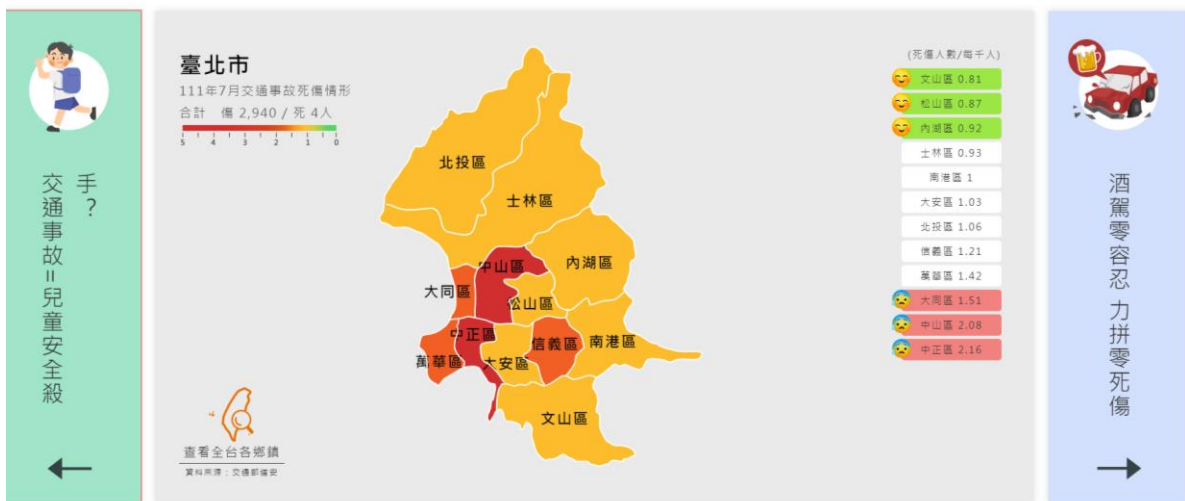 交通事故=兒童安全殺
手？
臺北市
111年7月交通事故死傷情形
合計 傷 2,940 / 死 4人
5 4 3 2 1 0
北投區
士林區
內湖區
中山區
大同區
松山區
中正區
信義區
南港區
萬華區
大安區
文山區
查看全台各鄉鎮
資料來源：交通部道安
(死傷人數/每千人)
文山區 0.81
松山區 0.87
內湖區 0.92
士林區 0.93
南港區 1
大安區 1.03
北投區 1.06
信義區 1.21
萬華區 1.42
大同區 1.51
中山區 2.08
中正區 2.16
酒駕零容忍 力拼零死傷